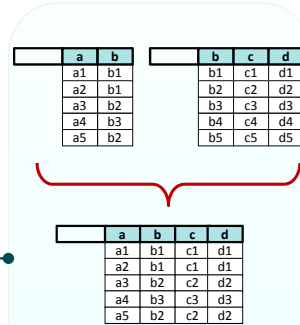 a b
a1 b1
a2 b1
a3 b2
a4 b3
a5 b2
b c d
b1 c1 d1
b2 c2 d2
b3 c3 d3
b4 c4 d4
b5 c5 d5
a b c d
a1 b1 c1 d1
a2 b1 c1 d1
a3 b2 c2 d2
a4 b3 c3 d3
a5 b2 c2 d2